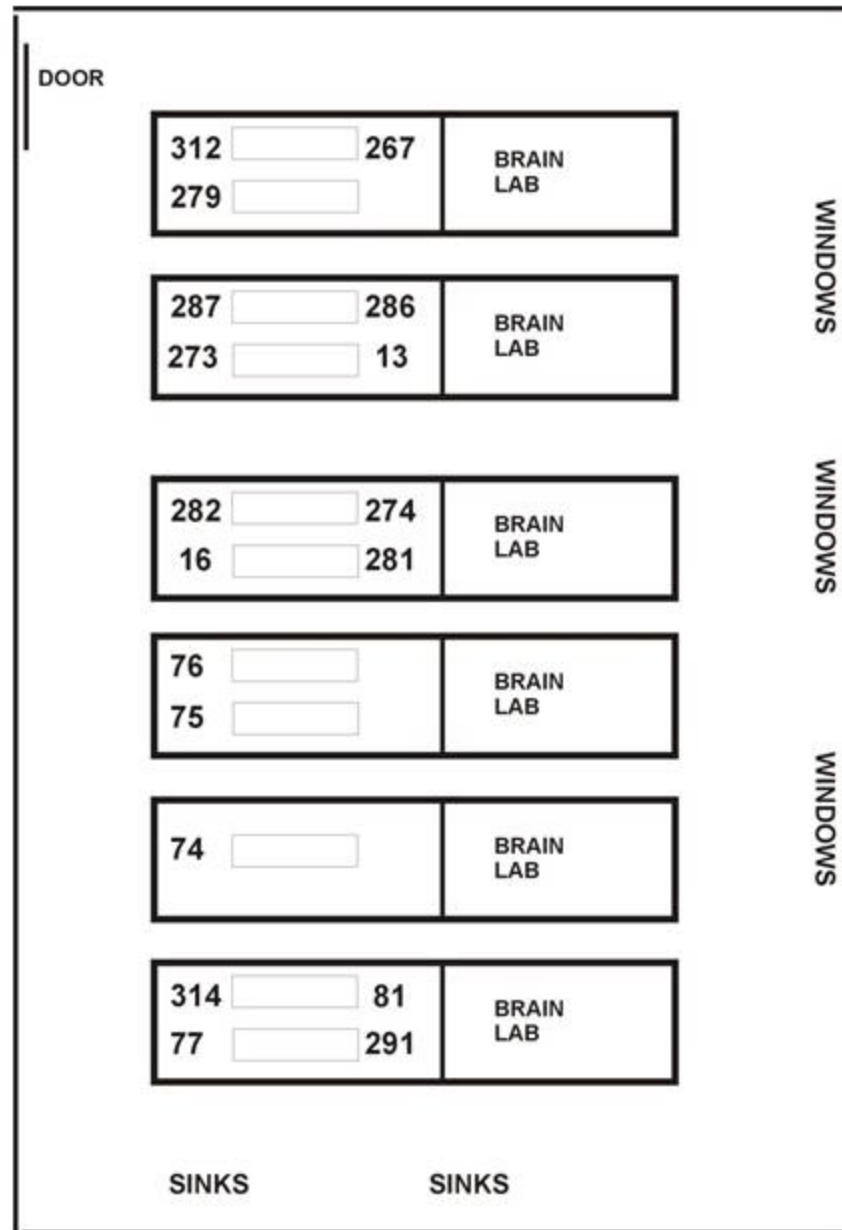 DOOR
312 267
279
BRAIN
LAB
287 286
273 13
BRAIN
LAB
282 274
16 281
BRAIN
LAB
76
75
BRAIN
LAB
74
BRAIN
LAB
314 81
77 291
BRAIN
LAB
WINDOWS
WINDOWS
WINDOWS
SINKS SINKS